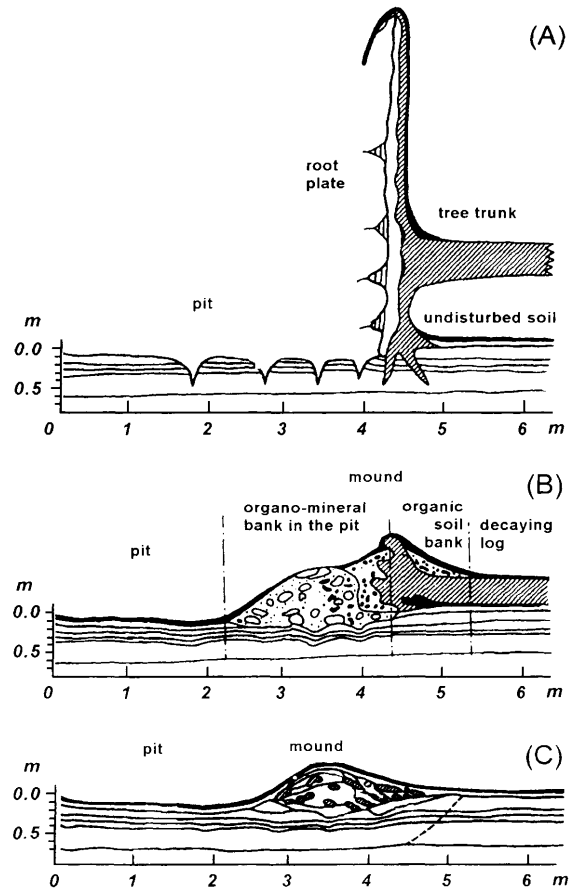 (A)
root
plate
tree trunk
pit
undisturbed soil
m
0.0
0.5
0 1 2 3 4 5 6 m
mound
(B)
organo-mineral
bank in the pit
organic
soil
bank
decaying
log
pit
m
0.0
0.5
0 1 2 3 4 5 6 m
pit
mound
(C)
m
0.0
0.5
0 1 2 3 4 5 6 m